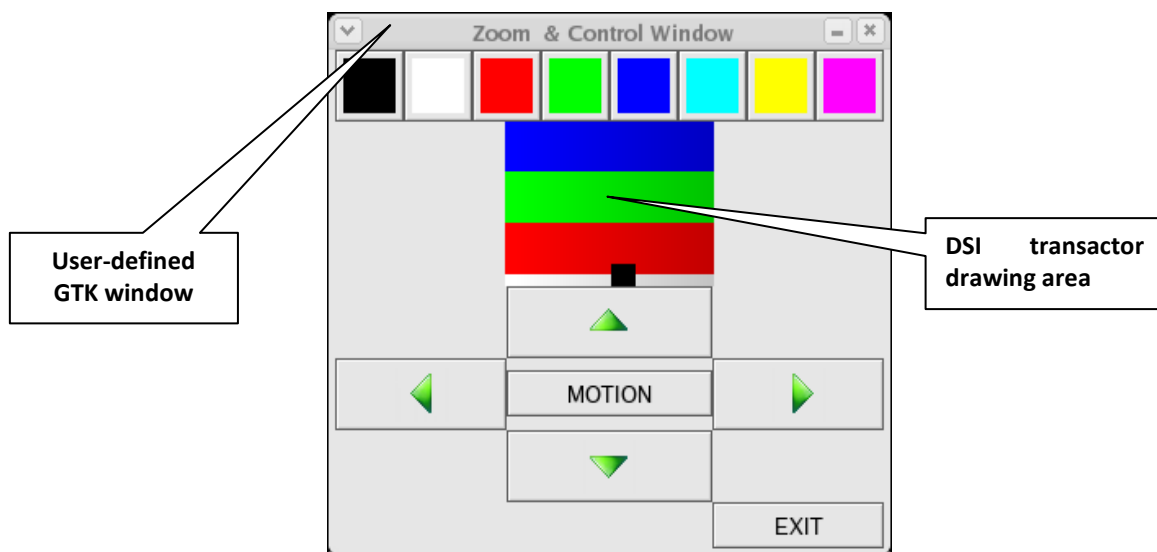 Zoom & Control Window
User-defined
GTK window
DSI transactor
drawing area
MOTION
EXIT